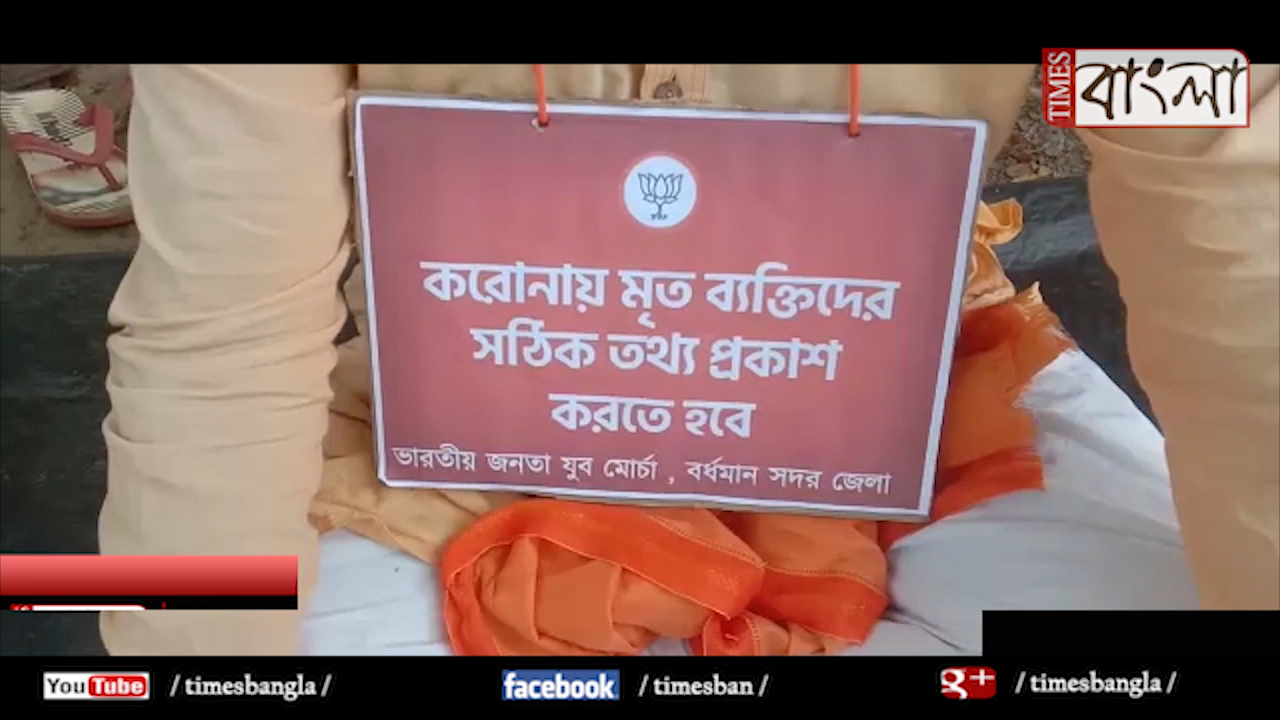 TIMES বাংলা
করোনায় মৃত ব্যক্তিদের
সঠিক তথ্য প্রকাশ
করতে হবে
ভারতীয় জনতা যুব মোর্চা , বর্ধমান সদর জেলা
YouTube / timesbangla /
facebook / timesban /
g+ / timesbangla /